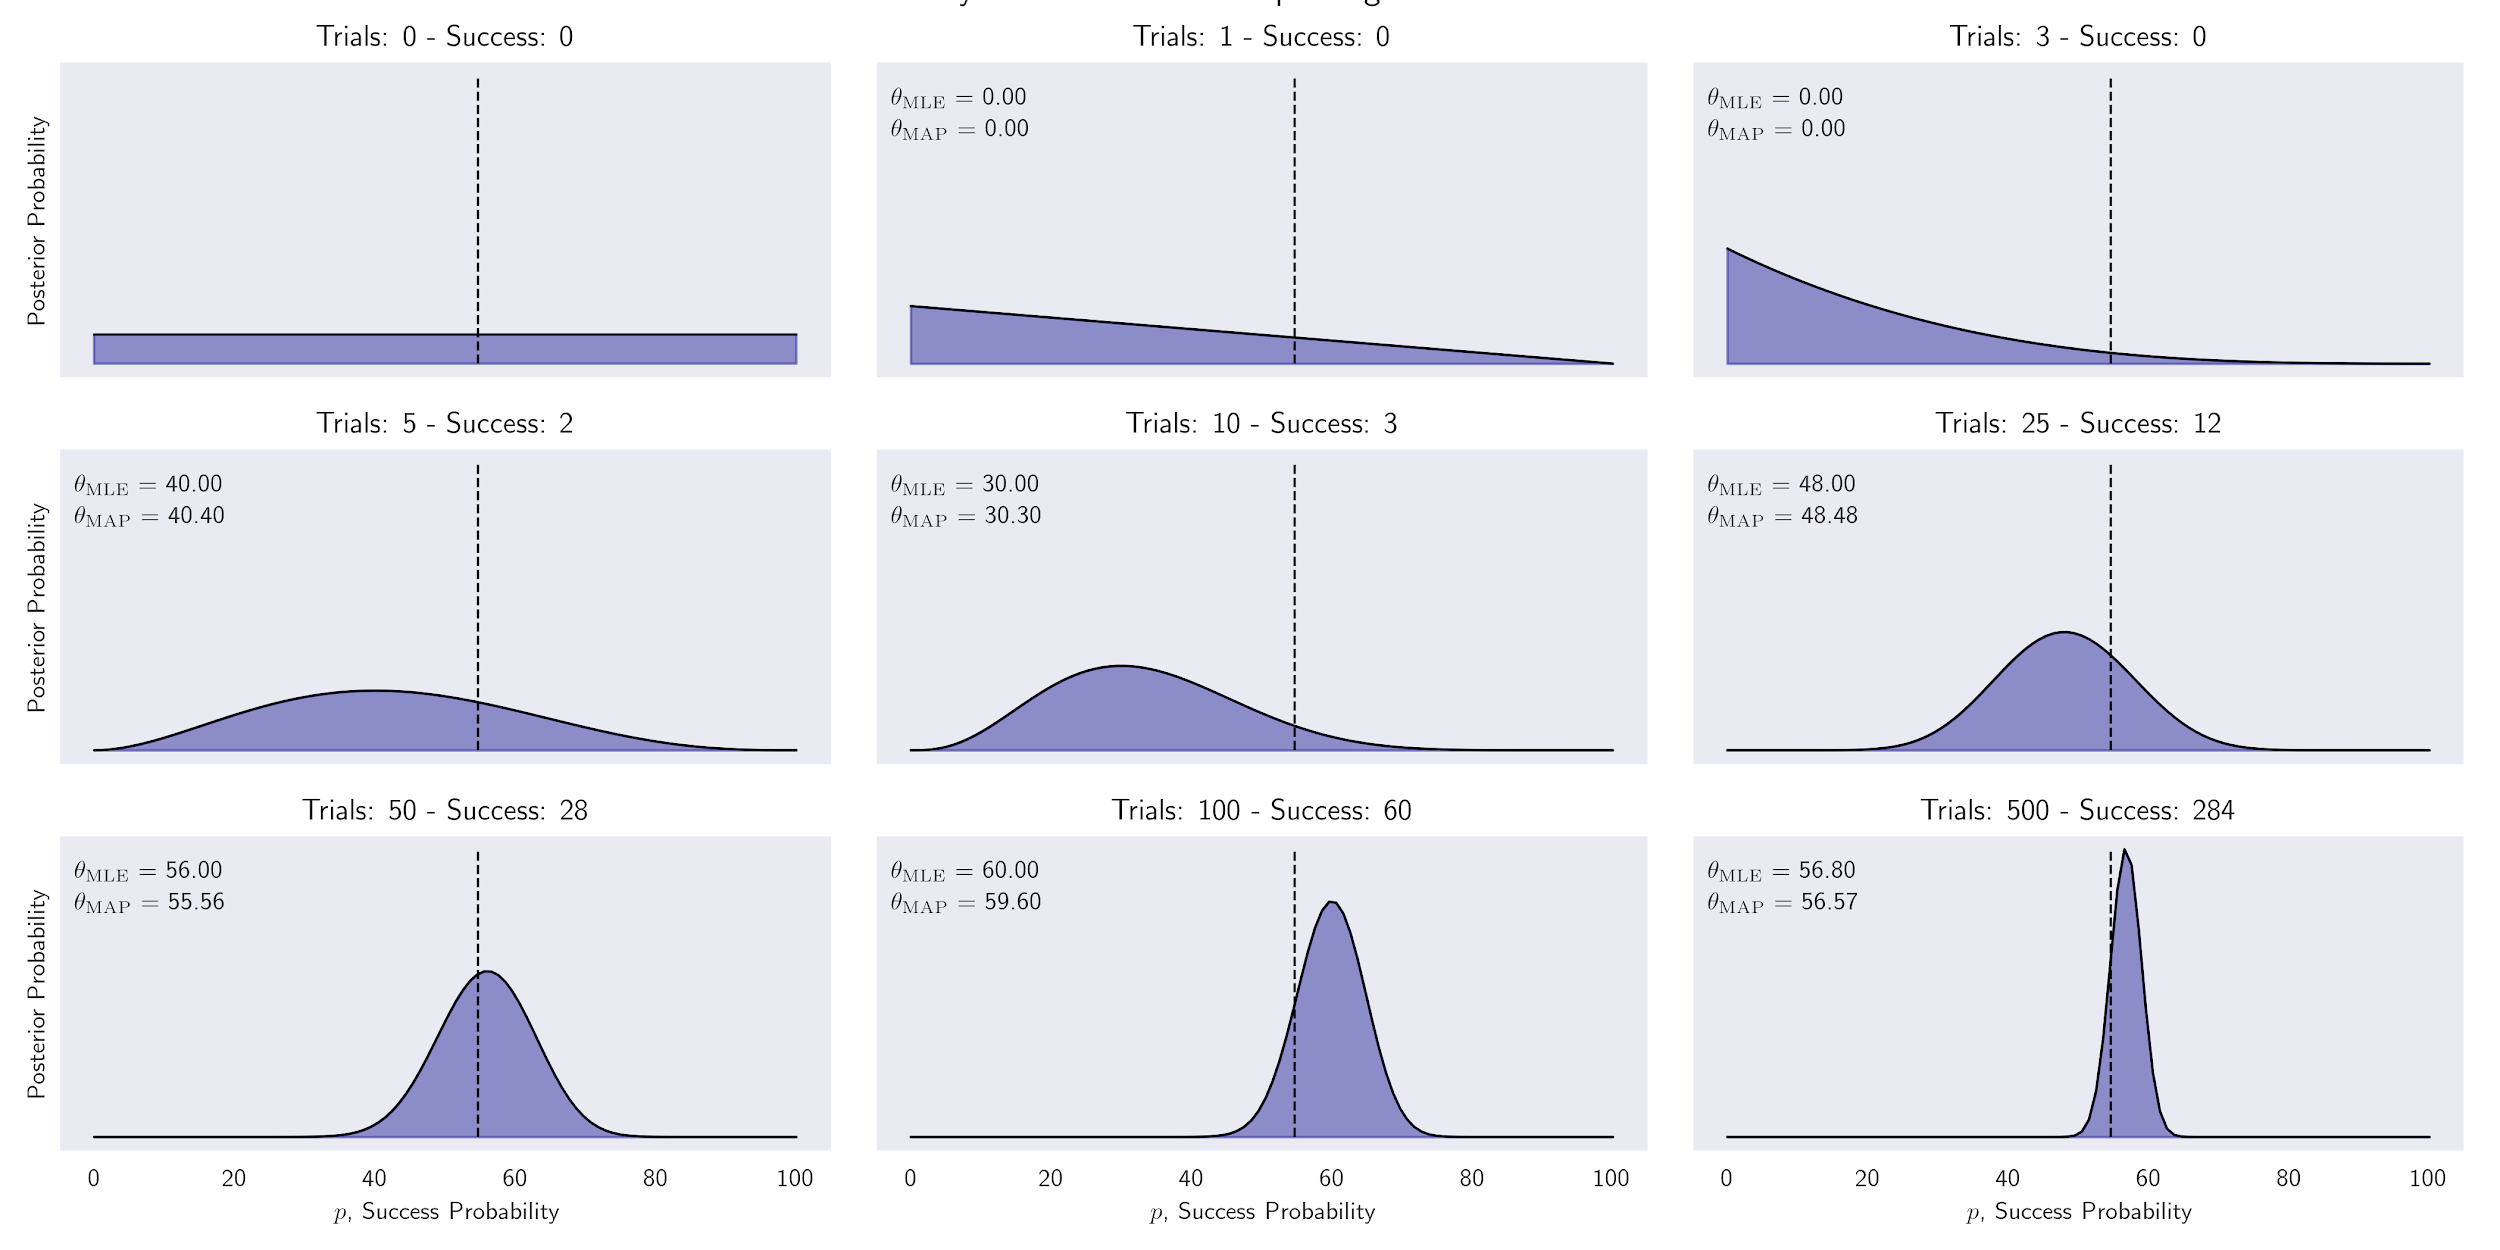 Trials: 0 - Success: 0
Trials: 1 - Success: 0
Trials: 3 - Success: 0
Posterior Probability
θMLE = 0.00
θMAP = 0.00
θMLE = 0.00
θMAP = 0.00
Trials: 5 - Success: 2
Trials: 10 - Success: 3
Trials: 25 - Success: 12
Posterior Probability
θMLE = 40.00
θMAP = 40.40
θMLE = 30.00
θMAP = 30.30
θMLE = 48.00
θMAP = 48.48
Trials: 50 - Success: 28
Trials: 100 - Success: 60
Trials: 500 - Success: 284
Posterior Probability
θMLE = 56.00
θMAP = 55.56
θMLE = 60.00
θMAP = 59.60
θMLE = 56.80
θMAP = 56.57
0 20 40 60 80 100
0 20 40 60 80 100
0 20 40 60 80 100
p, Success Probability
p, Success Probability
p, Success Probability